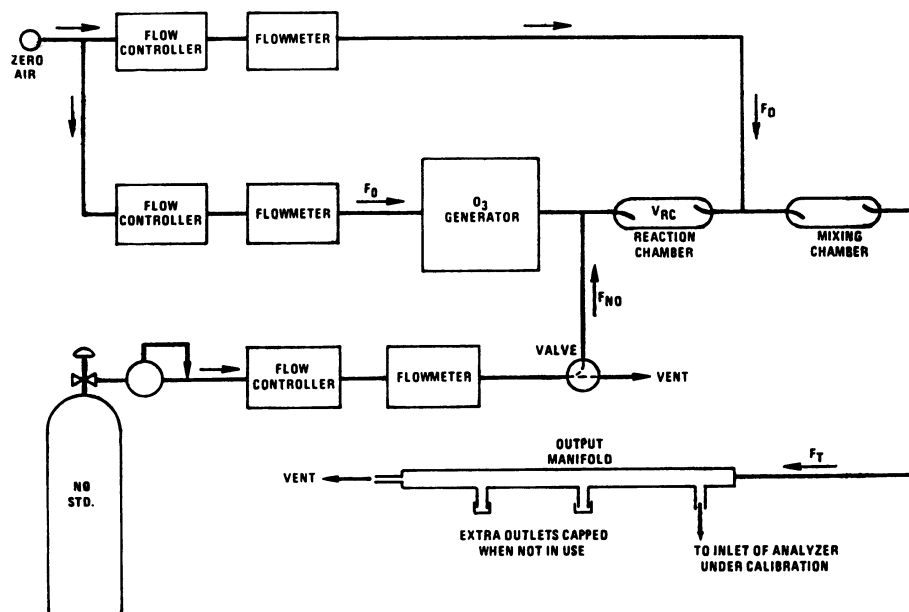 FLOW
CONTROLLER
FLOWMETER
ZERO
AIR
FD
FLOW
CONTROLLER
FLOWMETER
FO
O3
GENERATOR
VRC
REACTION
CHAMBER
MIXING
CHAMBER
FNO
VALVE
FLOW
CONTROLLER
FLOWMETER
VENT
NO
STD.
OUTPUT
MANIFOLD
FT
VENT
EXTRA OUTLETS CAPPED
WHEN NOT IN USE
TO INLET OF ANALYZER
UNDER CALIBRATION